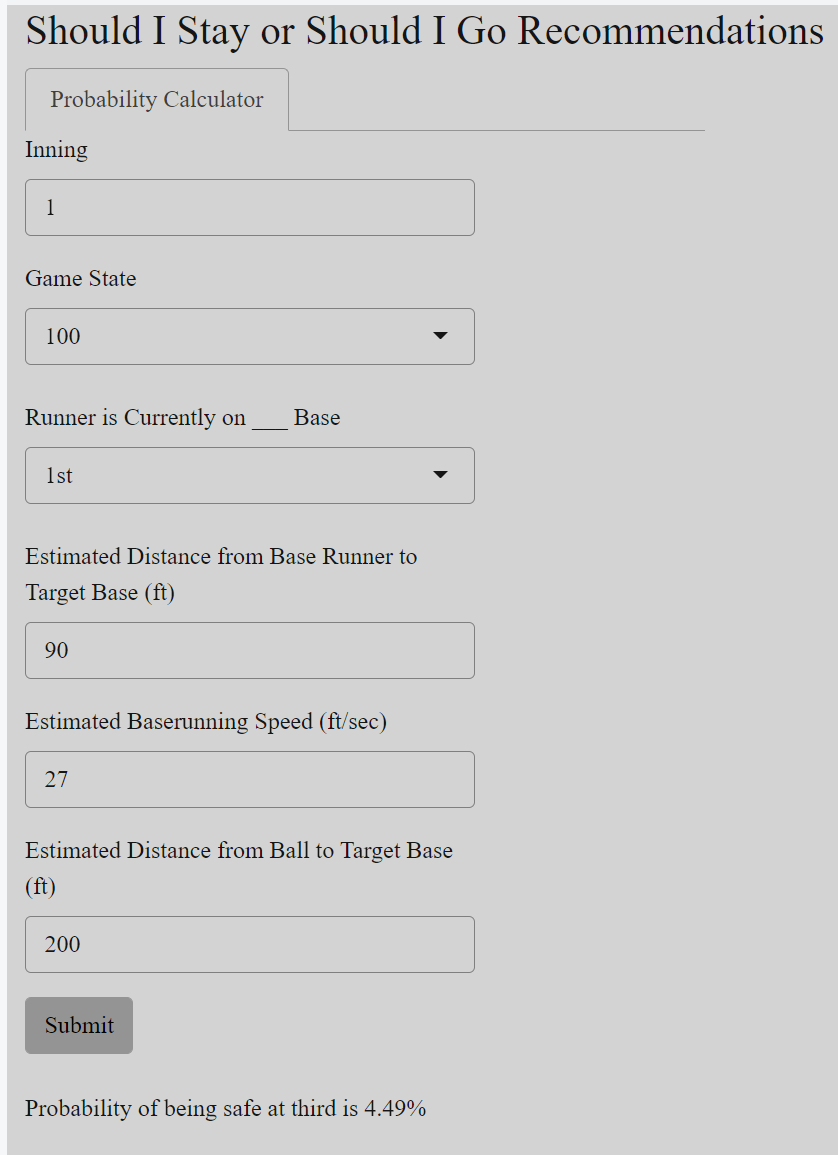 Should I Stay or Should I Go Recommendations
Probability Calculator
Inning
1
Game State
100
Runner is Currently on ___ Base
1st
Estimated Distance from Base Runner to
Target Base (ft)
90
Estimated Baserunning Speed (ft/sec)
27
Estimated Distance from Ball to Target Base
(ft)
200
Submit
Probability of being safe at third is 4.49%